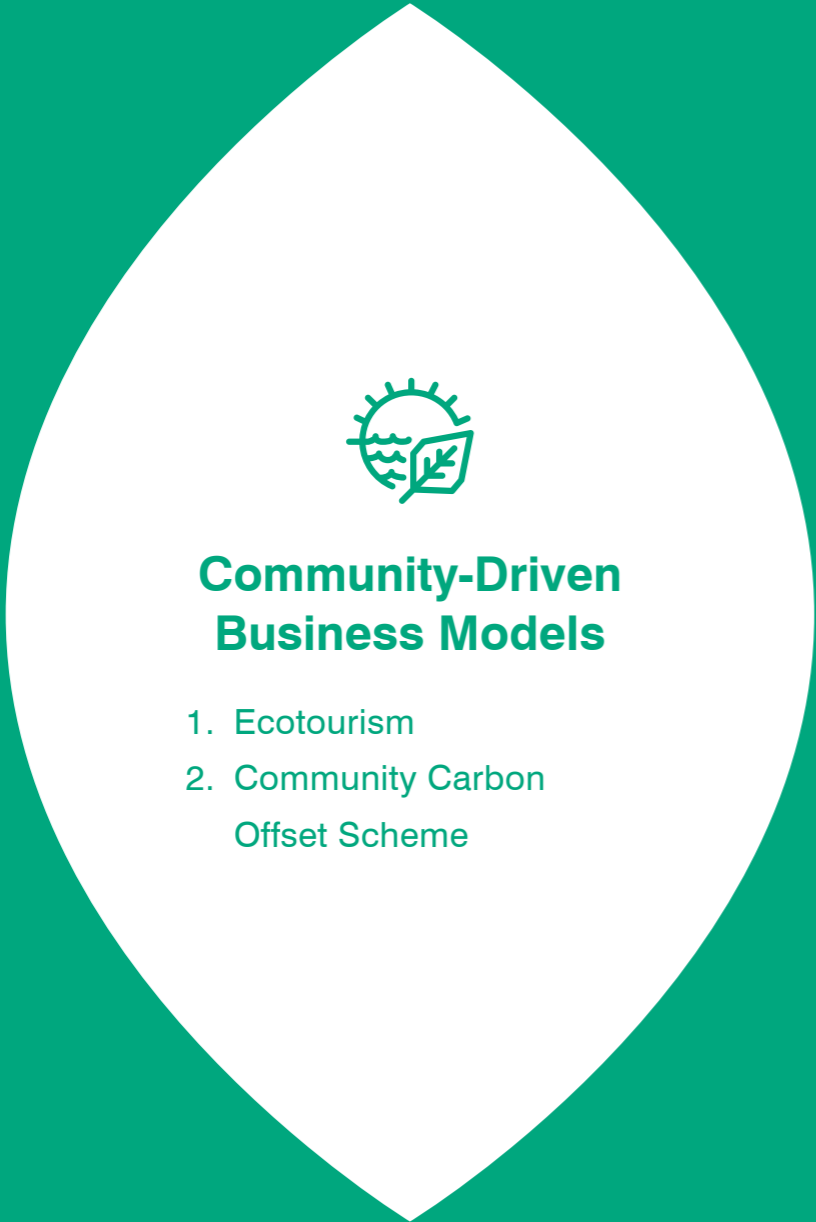 Community-Driven
Business Models
1. Ecotourism
2. Community Carbon
Offset Scheme